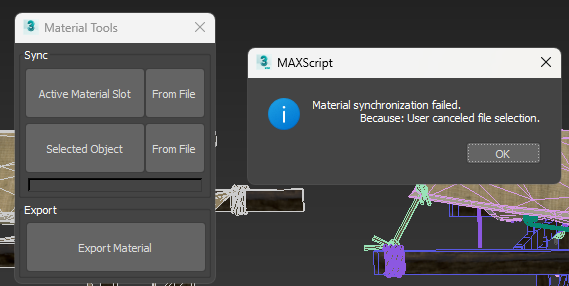 Material Tools
Sync
Active Material Slot
From File
Selected Object
From File
Export
Export Material
MAXScript
Material synchronization failed.
Because: User canceled file selection.
OK